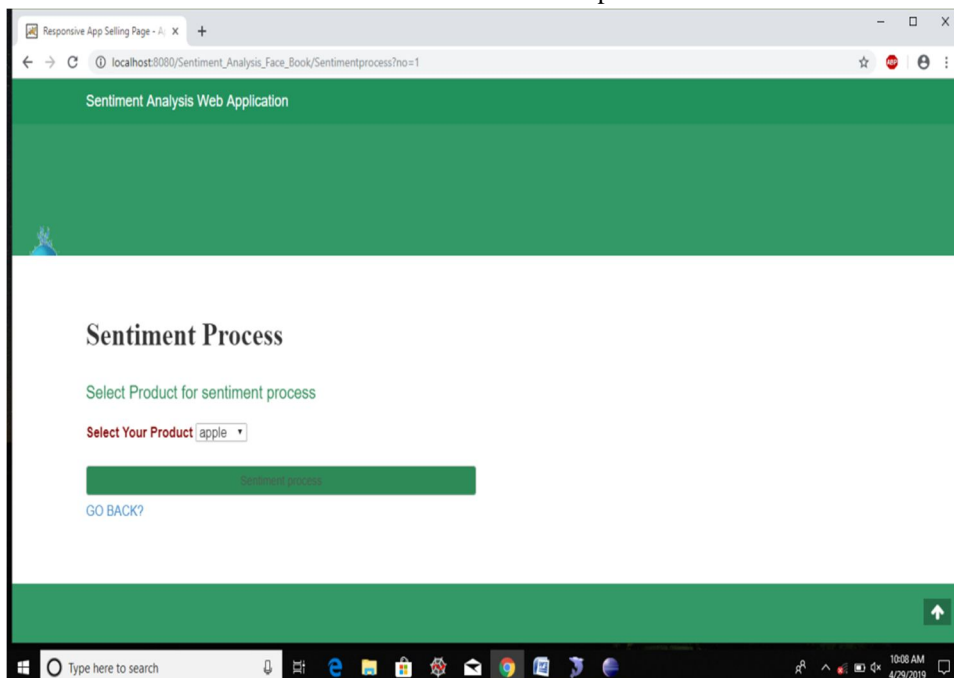 Responsive App Selling Page - A
localhost:8080/Sentiment_Analysis_Face_Book/Sentimentprocess?no=1
ABP
Sentiment Analysis Web Application
Sentiment Process
Select Product for sentiment process
Select Your Product apple
Sentiment process
GO BACK?
Type here to search
10:08 AM
4/29/2019